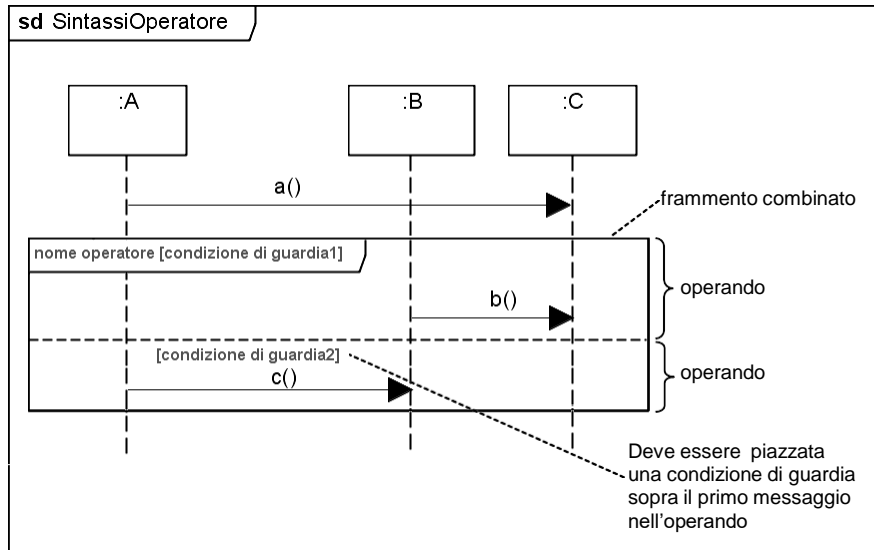 sd SintassiOperatore
:A
:B
:C
a()
frammento combinato
nome operatore [condizione di guardia1]
operando
b()
[condizione di guardia2]
c()
operando
Deve essere piazzata
una condizione di guardia
sopra il primo messaggio
nell'operando